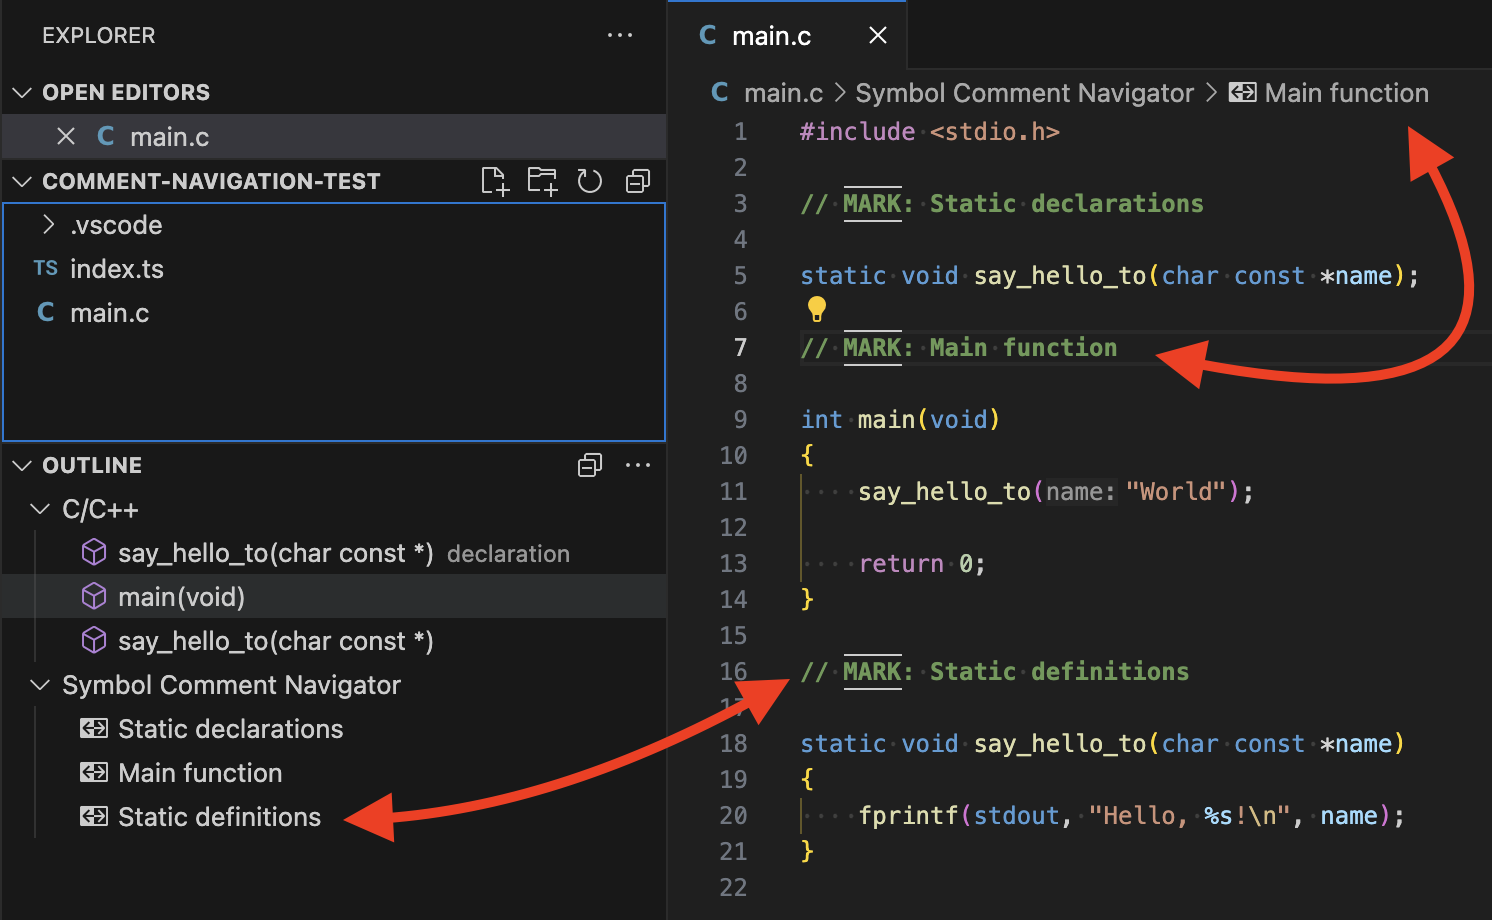 EXPLORER
OPEN EDITORS
C main.c
COMMENT-NAVIGATION-TEST
.vscode
TS index.ts
C main.c
OUTLINE
C/C++
say_hello_to(char const *) declaration
main(void)
say_hello_to(char const *)
Symbol Comment Navigator
Static declarations
Main function
Static definitions
C main.c
C main.c > Symbol Comment Navigator > Main function
1 #include <stdio.h>
2
3 // MARK: Static declarations
4
5 static void say_hello_to(char const *name);
6
7 // MARK: Main function
8
9 int main(void)
10 {
11 say_hello_to(name: "World");
12
13 return 0;
14 }
15
16 // MARK: Static definitions
17
18 static void say_hello_to(char const *name)
19 {
20 fprintf(stdout, "Hello, %s!\n", name);
21 }
22